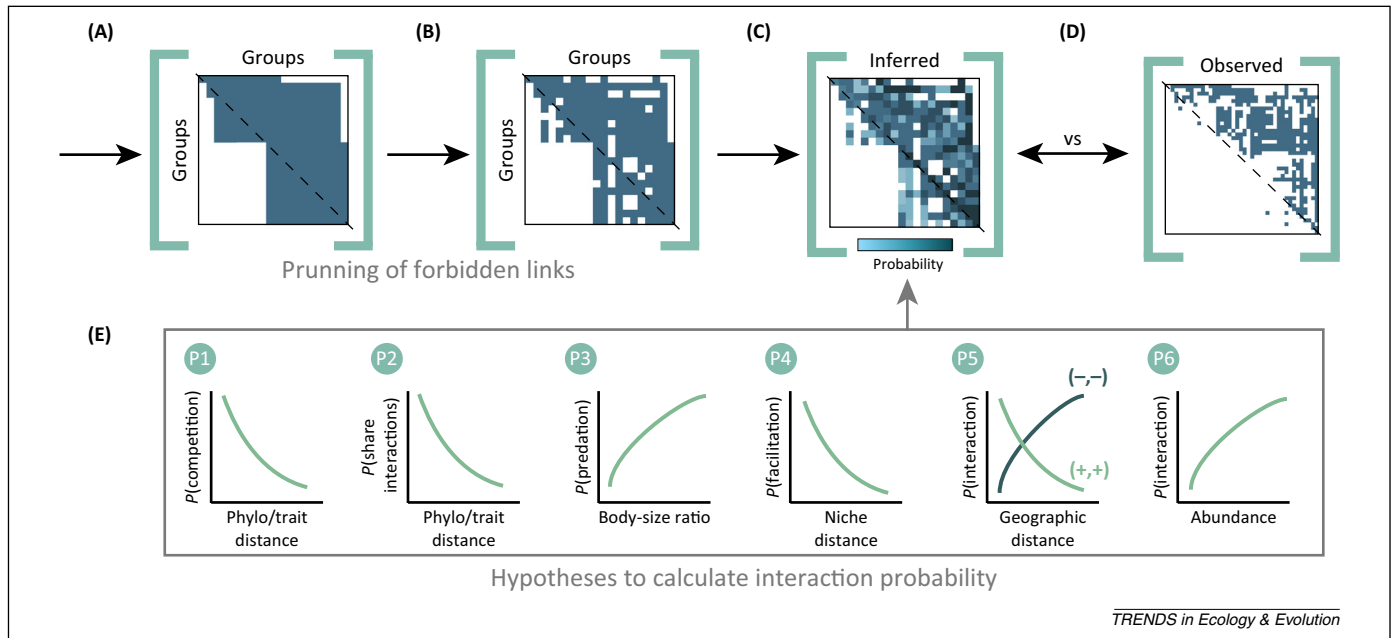 (A)
Groups
Groups
(B)
Groups
Groups
Prunning of forbidden links
(C)
Inferred
Probability
vs
(D)
Observed
(E)
P1
P(competition)
Phylo/trait
distance
P2
P(share
interactions)
Phylo/trait
distance
P3
P(predation)
Body-size ratio
P4
P(facilitation)
Niche
distance
P5
P(interaction)
(–,–)
(+,+)
Geographic
distance
P6
P(interaction)
Abundance
Hypotheses to calculate interaction probability
TRENDS in Ecology & Evolution